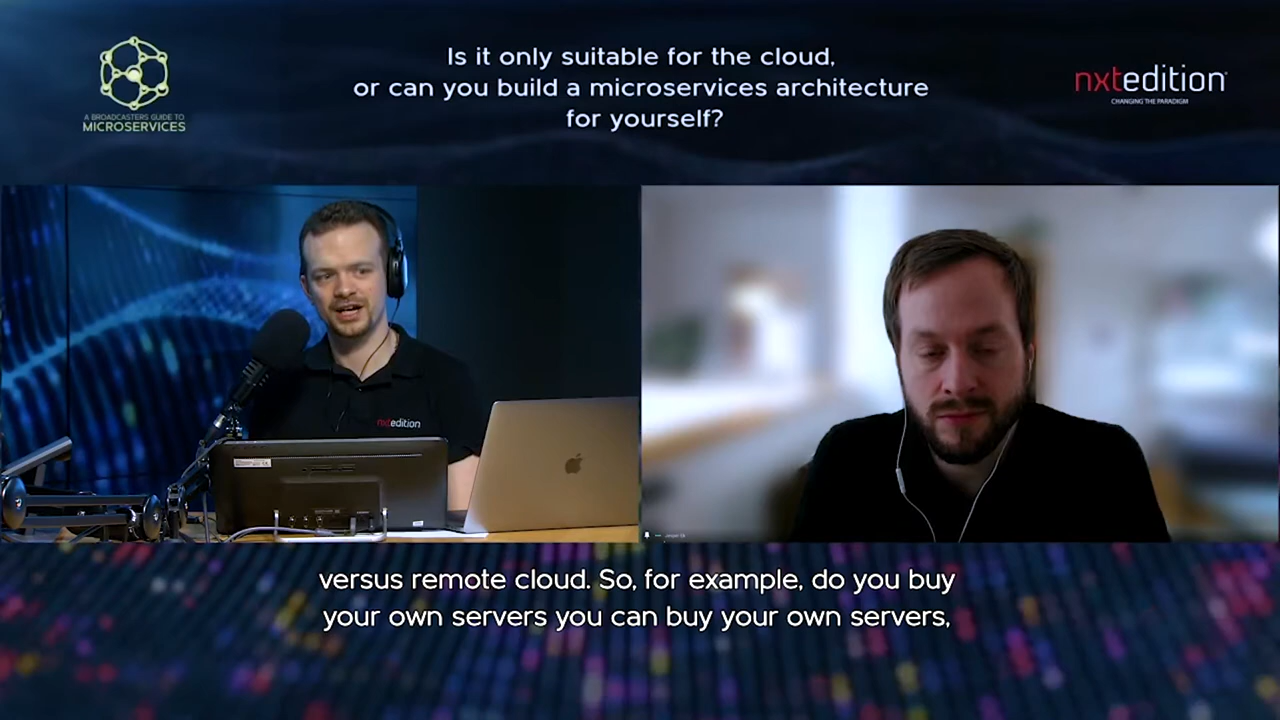 Is it only suitable for the cloud,
or can you build a microservices architecture
for yourself?
A BROADCASTERS GUIDE TO
MICROSERVICES
nxtedition
CHANGING THE PARADIGM
nxtedition
versus remote cloud. So, for example, do you buy
your own servers you can buy your own servers,